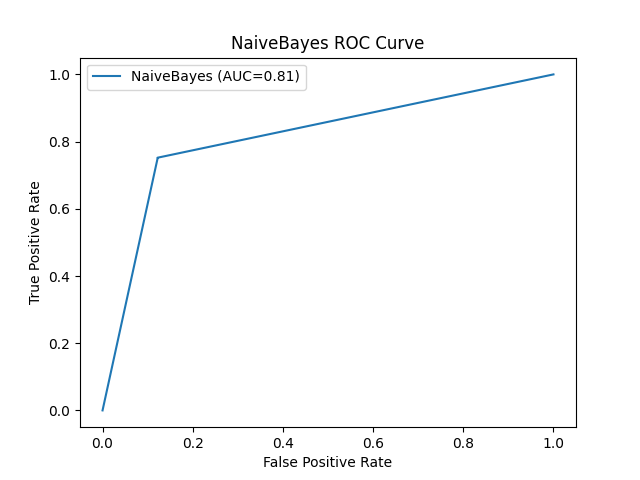 NaiveBayes ROC Curve
NaiveBayes (AUC=0.81)
True Positive Rate
1.0
0.8
0.6
0.4
0.2
0.0
0.0 0.2 0.4 0.6 0.8 1.0
False Positive Rate